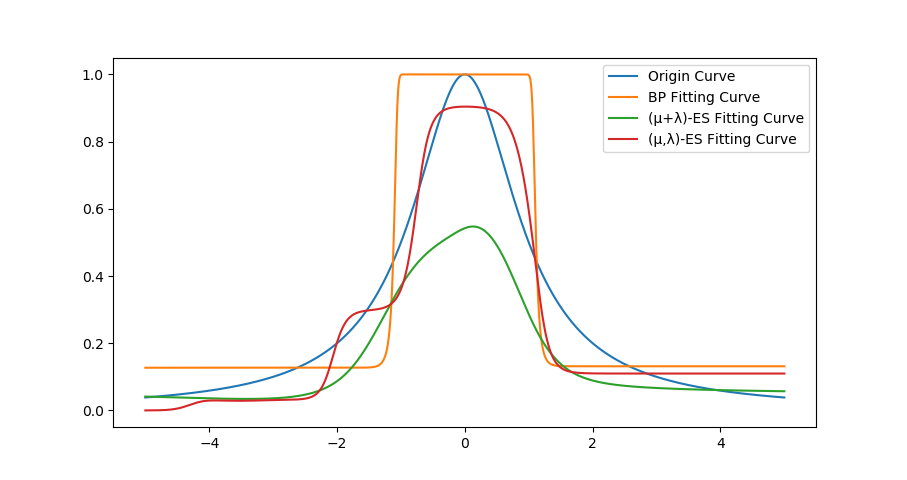 1.0
0.8
0.6
0.4
0.2
0.0
−4 −2 0 2 4
Origin Curve
BP Fitting Curve
(μ+λ)-ES Fitting Curve
(μ,λ)-ES Fitting Curve